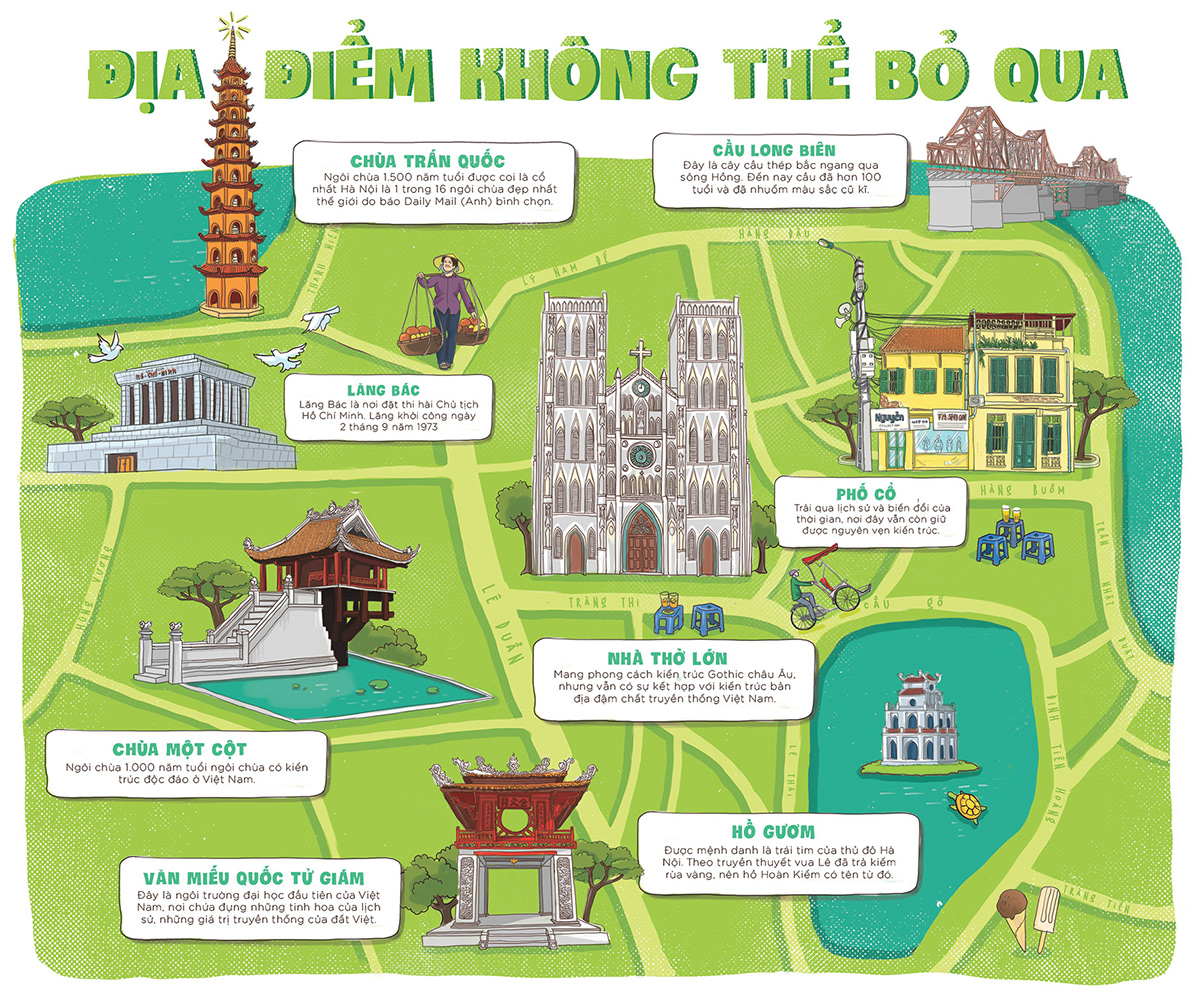 ĐỊA ĐIỂM KHÔNG THỂ BỎ QUA
CHÙA TRẤN QUỐC
Ngôi chùa 1.500 năm tuổi được coi là cổ
nhất Hà Nội là 1 trong 16 ngôi chùa đẹp nhất
thế giới do báo Daily Mail (Anh) bình chọn.
CẦU LONG BIÊN
Đây là cây cầu thép bắc ngang qua
sông Hồng. Đến nay cầu đã hơn 100
tuổi và đã nhuốm màu sắc cũ kĩ.
HÀNG ĐẬU
THANH NIÊN
LÝ NAM ĐẾ
HỒ-CHÍ-MINH
LĂNG BÁC
Lăng Bác là nơi đặt thi hài Chủ tịch
Hồ Chí Minh. Lăng khởi công ngày
2 tháng 9 năm 1973
Nguyễn
PHỐ CỔ
Trải qua lịch sử và biến đổi của
thời gian, nơi đây vẫn còn giữ
được nguyên vẹn kiến trúc.
HÀNG BUỒM
TRẦN NHẬT DUẬT
HÙNG VƯƠNG
LÊ DUẨN
TRÀNG THI
CẦU GỖ
NHÀ THỜ LỚN
Mang phong cách kiến trúc Gothic châu Âu,
nhưng vẫn có sự kết hợp với kiến trúc bản
địa đậm chất truyền thống Việt Nam.
CHÙA MỘT CỘT
Ngôi chùa 1.000 năm tuổi ngôi chùa có kiến
trúc độc đáo ở Việt Nam.
LÊ THÁI
ĐINH TIÊN HOÀNG
HỒ GƯƠM
Được mệnh danh là trái tim của thủ đô Hà
Nội. Theo truyền thuyết vua Lê đã trả kiếm
rùa vàng, nên hồ Hoàn Kiếm có tên từ đó.
VĂN MIẾU QUỐC TỬ GIÁM
Đây là ngôi trường đại học đầu tiên của Việt
Nam, nơi chứa đựng những tinh hoa của lịch
sử, những giá trị truyền thống của đất Việt.
TRÀNG TIỀN